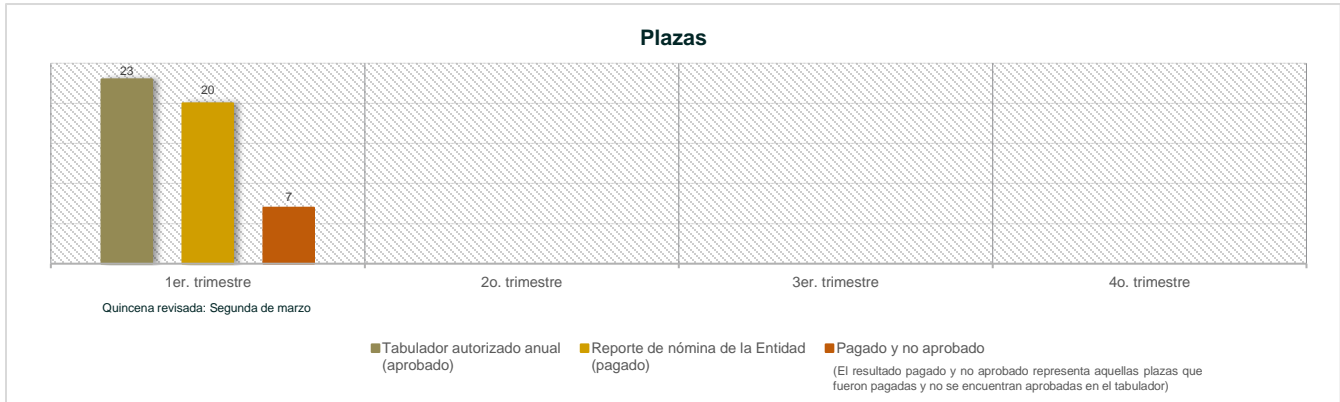 Plazas
23
20
7
1er. trimestre
2o. trimestre
3er. trimestre
4o. trimestre
Quincena revisada: Segunda de marzo
Tabulador autorizado anual
(aprobado)
Reporte de nómina de la Entidad
(pagado)
Pagado y no aprobado
(El resultado pagado y no aprobado representa aquellas plazas que
fueron pagadas y no se encuentran aprobadas en el tabulador)